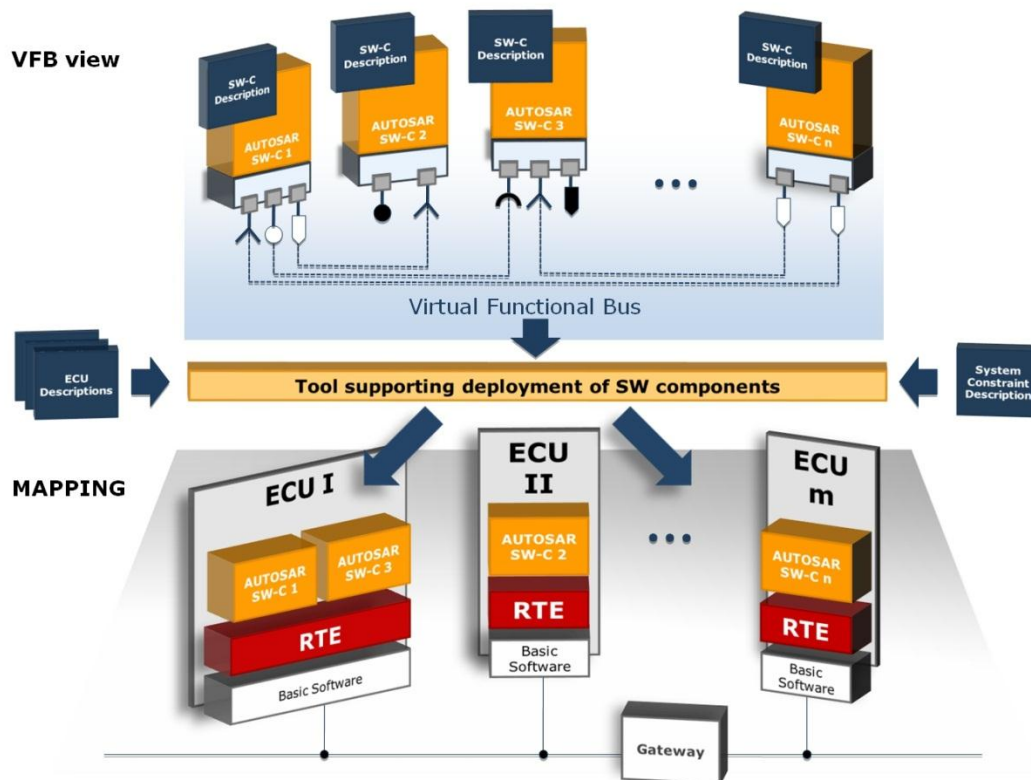 VFB view
SW-C
Description
AUTOSAR
SW-C 1
SW-C
Description
AUTOSAR
SW-C 2
SW-C
Description
AUTOSAR
SW-C 3
SW-C
Description
AUTOSAR
SW-C n
Virtual Functional Bus
ECU
Descriptions
Tool supporting deployment of SW components
System
Constraint
Description
MAPPING
ECU I
AUTOSAR
SW-C 1
AUTOSAR
SW-C 3
RTE
Basic Software
ECU
II
AUTOSAR
SW-C 2
RTE
Basic
Software
ECU
m
AUTOSAR
SW-C n
RTE
Basic
Software
Gateway